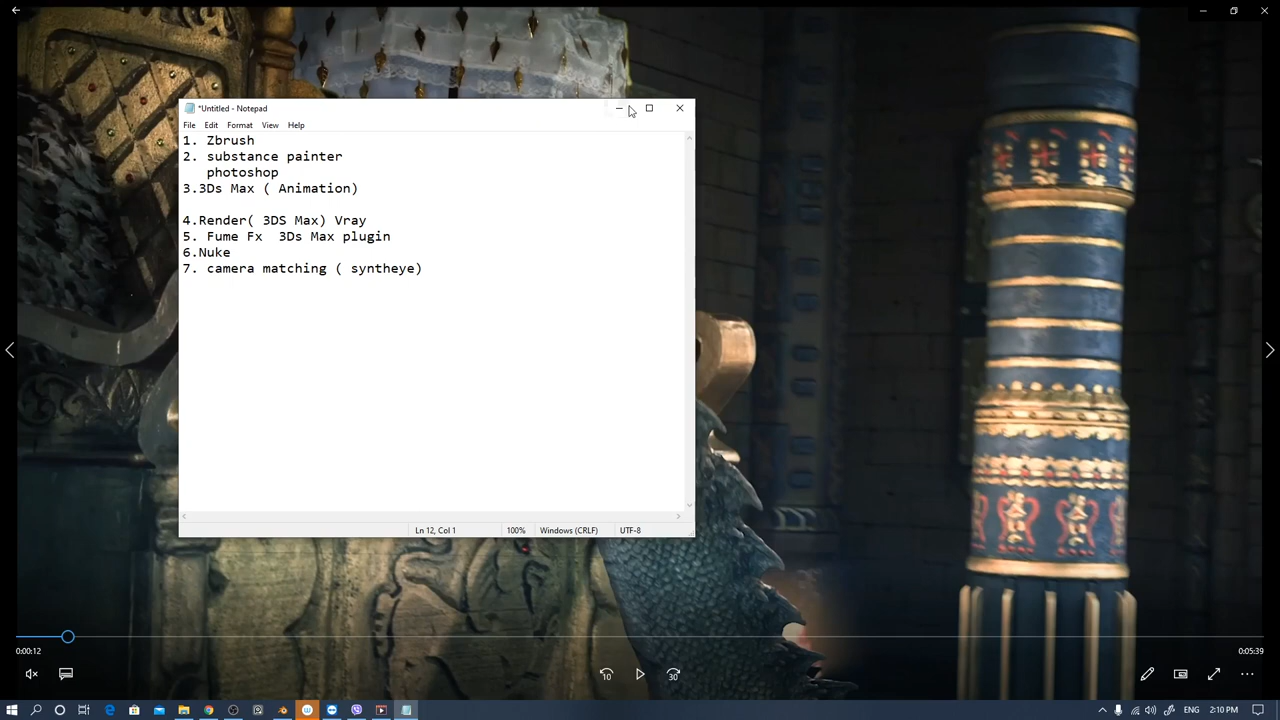 *Untitled - Notepad
File Edit Format View Help
1. Zbrush
2. substance painter
photoshop
3.3Ds Max ( Animation)
4.Render( 3DS Max) Vray
5. Fume Fx 3Ds Max plugin
6.Nuke
7. camera matching ( syntheye)
Ln 12, Col 1 100% Windows (CRLF) UTF-8
0:00:12 0:05:39
10 30
ENG 2:10 PM